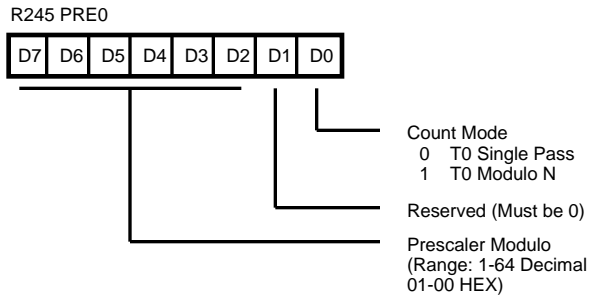 R245 PRE0
D7 D6 D5 D4 D3 D2 D1 D0
Count Mode
0 T0 Single Pass
1 T0 Modulo N
Reserved (Must be 0)
Prescaler Modulo
(Range: 1-64 Decimal
01-00 HEX)